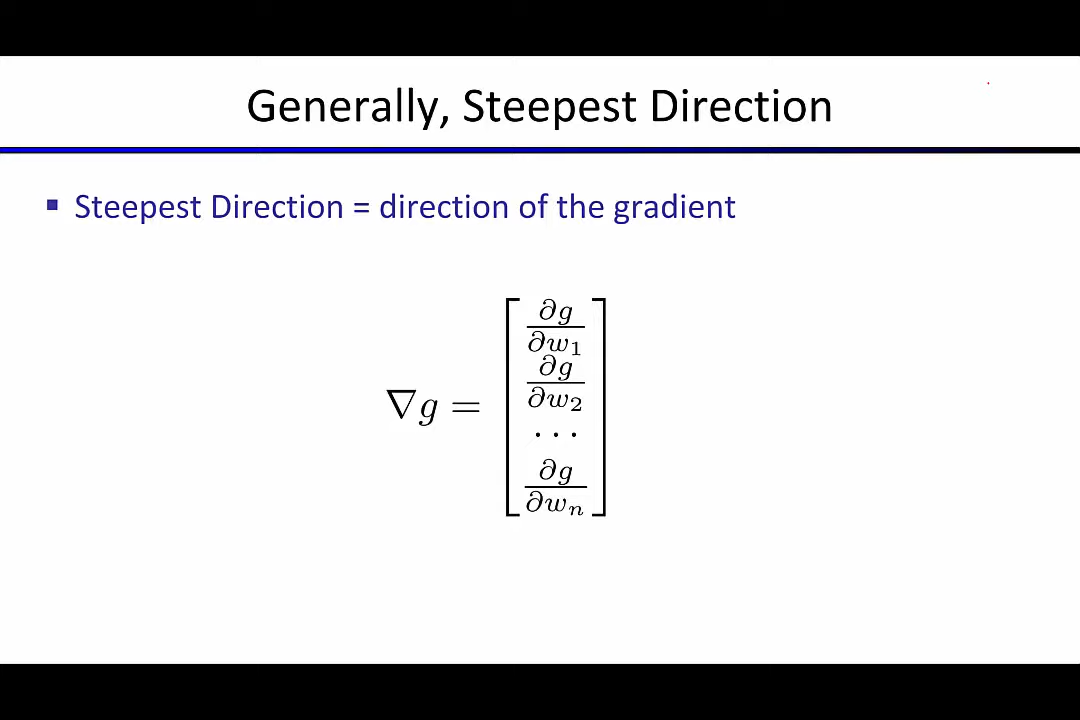 Generally, Steepest Direction
▪ Steepest Direction = direction of the gradient
∇g = [ ∂g/∂w₁
∂g/∂w₂
⋯
∂g/∂wₙ ]